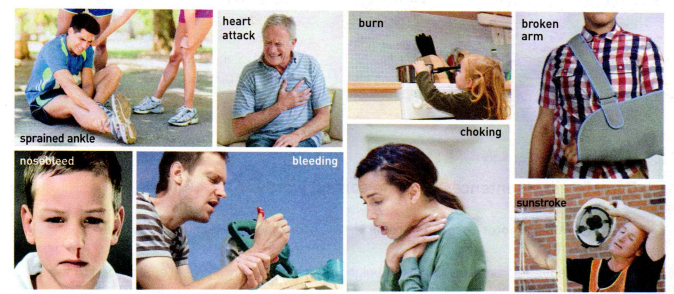 heart
attack
burn
broken
arm
sprained ankle
choking
nosebleed
bleeding
sunstroke